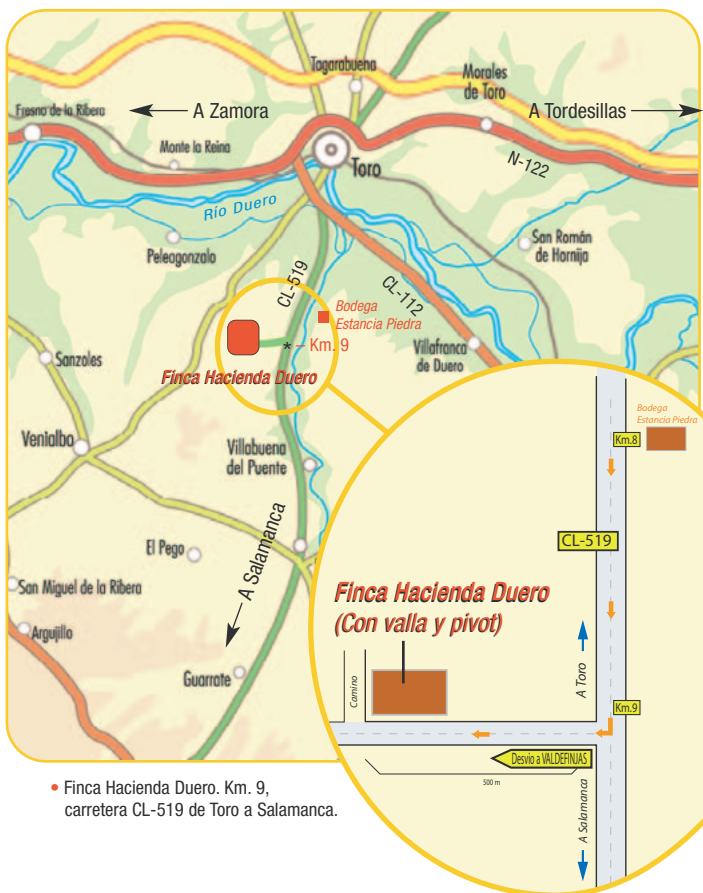 Tagarabuena
Morales
de Toro
Fresno de la Ribera
A Zamora
A Tordesillas
Monte la Reina
Toro
N-122
Río Duero
Peleagonzalo
San Román
de Hornija
CL-519
CL-112
Bodega
Estancia Piedra
* – Km. 9
Villafranca
de Duero
Sanzoles
Finca Hacienda Duero
Venialbo
Villabuena
del Puente
El Pego
A Salamanca
San Miguel de la Ribera
Argujillo
Guarrate
Bodega
Estancia Piedra
Km.8
CL-519
Finca Hacienda Duero
(Con valla y pivot)
A Toro
Camino
Km.9
Desvío a VALDEFINJAS
500 m
A Salamanca
• Finca Hacienda Duero. Km. 9,
carretera CL-519 de Toro a Salamanca.